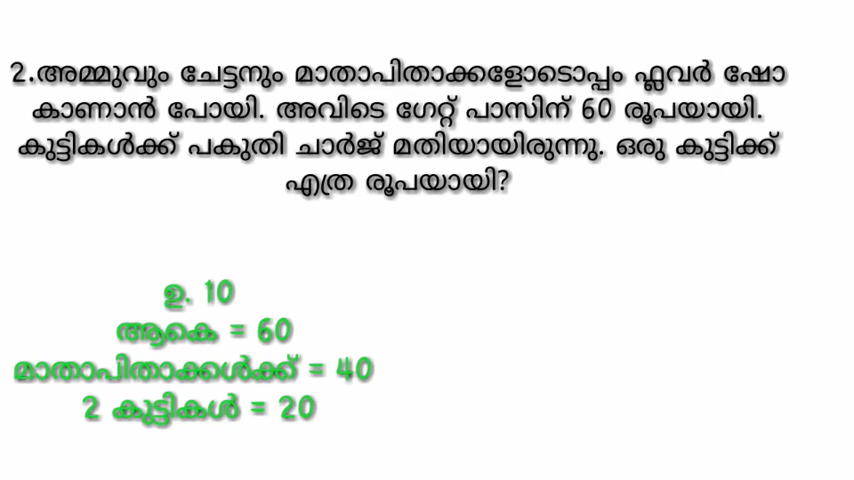 2.അമ്മുവും ചേട്ടനും മാതാപിതാക്കളോടൊപ്പം ഫ്ലവർ ഷോ
കാണാൻ പോയി. അവിടെ ഗേറ്റ് പാസിന് 60 രൂപയായി.
കുട്ടികൾക്ക് പകുതി ചാർജ് മതിയായിരുന്നു. ഒരു കുട്ടിക്ക്
എത്ര രൂപയായി?
ഉ. 10
ആകെ = 60
മാതാപിതാക്കൾക്ക് = 40
2 കുട്ടികൾ = 20